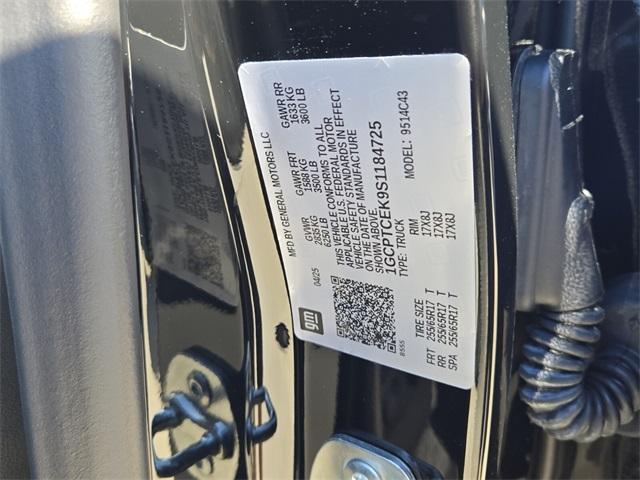 MFD BY GENERAL MOTORS LLC
04/25
GVWR
2835 KG
6250 LB
GAWR FRT
1588 KG
3500 LB
GAWR RR
1633 KG
3600 LB
THIS VEHICLE CONFORMS TO ALL
APPLICABLE U.S. FEDERAL MOTOR
VEHICLE SAFETY STANDARDS IN EFFECT
ON THE DATE OF MANUFACTURE
SHOWN ABOVE.
1GCPTCEK9S1184725
TYPE: TRUCK
MODEL: 9514C43
gm
8555
TIRE SIZE RIM
FRT 255/65R17 T 17X8J
RR 255/65R17 T 17X8J
SPA 255/65R17 T 17X8J